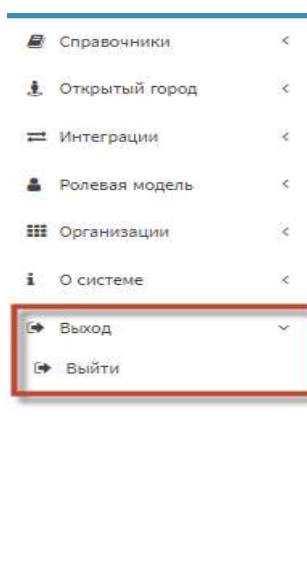 Справочники
Открытый город
Интеграции
Ролевая модель
Организации
О системе
Выход
Выйти